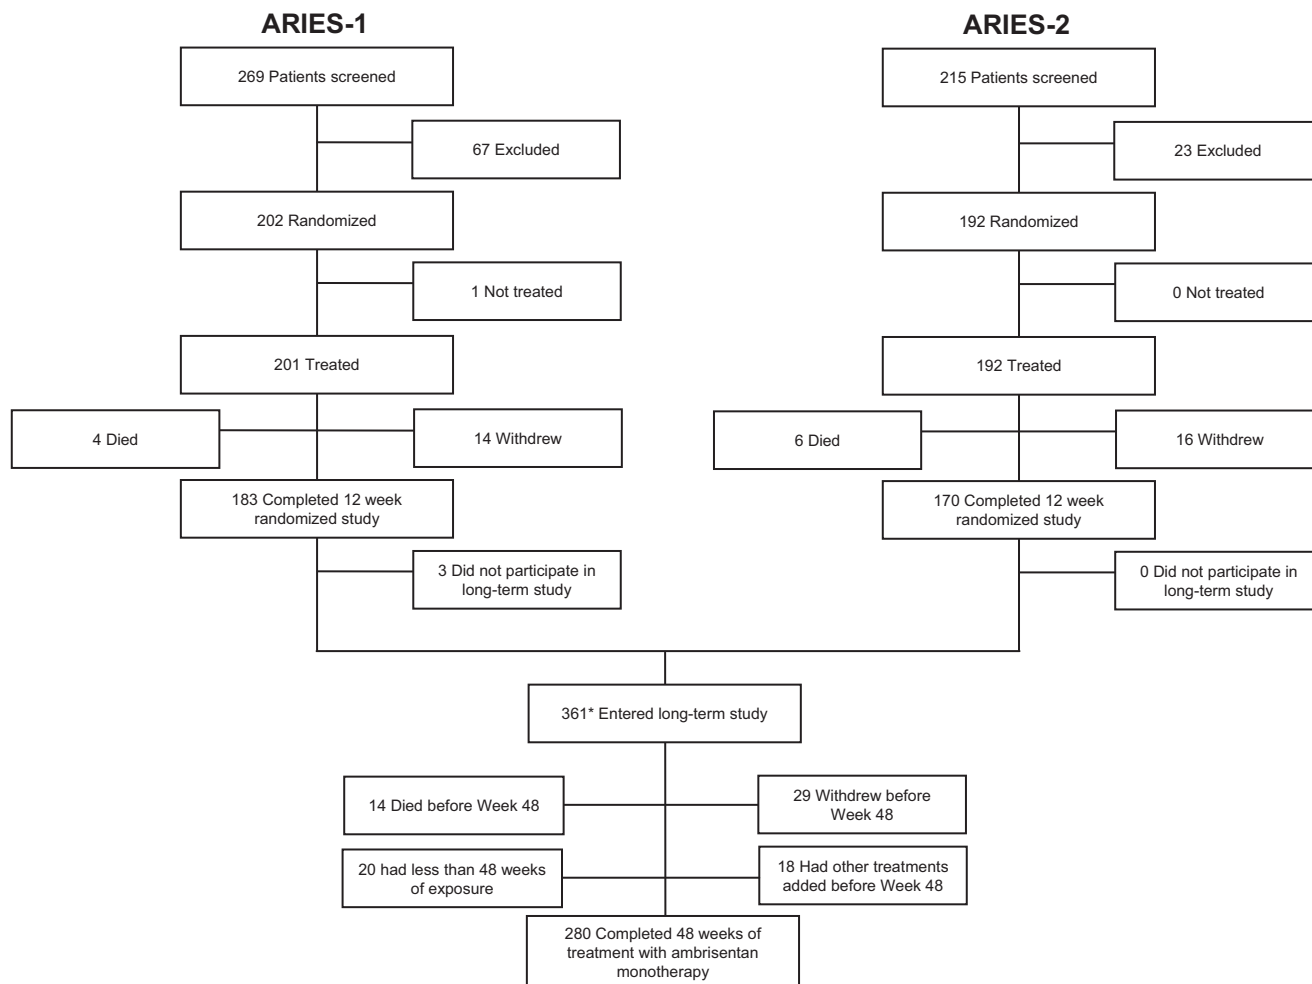 ARIES-1
269 Patients screened
67 Excluded
202 Randomized
1 Not treated
201 Treated
4 Died
14 Withdrew
183 Completed 12 week
randomized study
3 Did not participate in
long-term study
ARIES-2
215 Patients screened
23 Excluded
192 Randomized
0 Not treated
192 Treated
6 Died
16 Withdrew
170 Completed 12 week
randomized study
0 Did not participate in
long-term study
361* Entered long-term study
14 Died before Week 48
29 Withdrew before
Week 48
20 had less than 48 weeks
of exposure
18 Had other treatments
added before Week 48
280 Completed 48 weeks of
treatment with ambrisentan
monotherapy